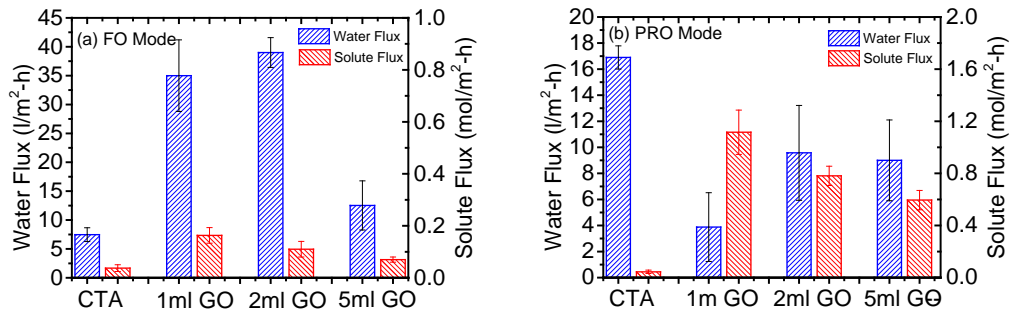 (a) FO Mode
Water Flux
Solute Flux
Water Flux (l/m²-h)
45
40
35
30
25
20
15
10
5
0
Solute Flux (mol/m²-h)
1.0
0.8
0.6
0.4
0.2
0.0
CTA 1ml GO 2ml GO 5ml GO
(b) PRO Mode
Water Flux
Solute Flux
Water Flux (l/m²-h)
20
18
16
14
12
10
8
6
4
2
0
Solute Flux (mol/m²-h)
2.0
1.6
1.2
0.8
0.4
0.0
CTA 1m GO 2ml GO 5ml GO